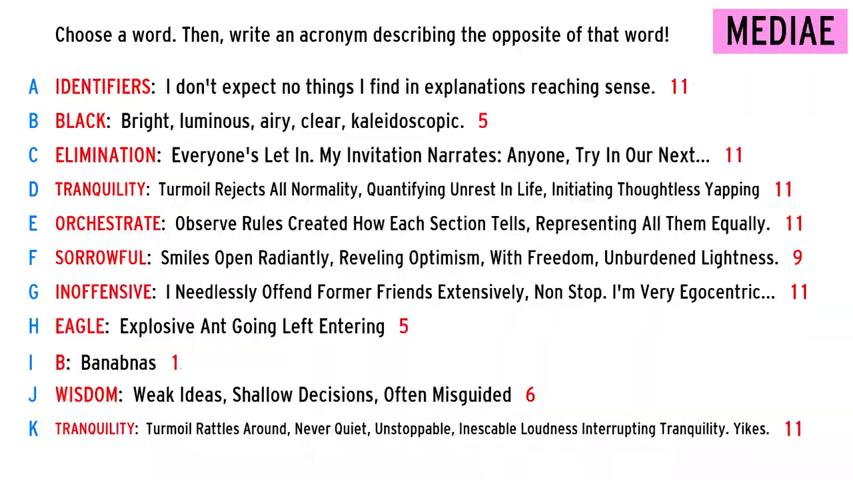 Choose a word. Then, write an acronym describing the opposite of that word!
MEDIAE
A IDENTIFIERS: I don't expect no things I find in explanations reaching sense. 11
B BLACK: Bright, luminous, airy, clear, kaleidoscopic. 5
C ELIMINATION: Everyone's Let In. My Invitation Narrates: Anyone, Try In Our Next... 11
D TRANQUILITY: Turmoil Rejects All Normality, Quantifying Unrest In Life, Initiating Thoughtless Yapping 11
E ORCHESTRATE: Observe Rules Created How Each Section Tells, Representing All Them Equally. 11
F SORROWFUL: Smiles Open Radiantly, Reveling Optimism, With Freedom, Unburdened Lightness. 9
G INOFFENSIVE: I Needlessly Offend Former Friends Extensively, Non Stop. I'm Very Egocentric... 11
H EAGLE: Explosive Ant Going Left Entering 5
I B: Bananabnas 1
J WISDOM: Weak Ideas, Shallow Decisions, Often Misguided 6
K TRANQUILITY: Turmoil Rattles Around, Never Quiet, Unstoppable, Inescable Loudness Interrupting Tranquility. Yikes. 11